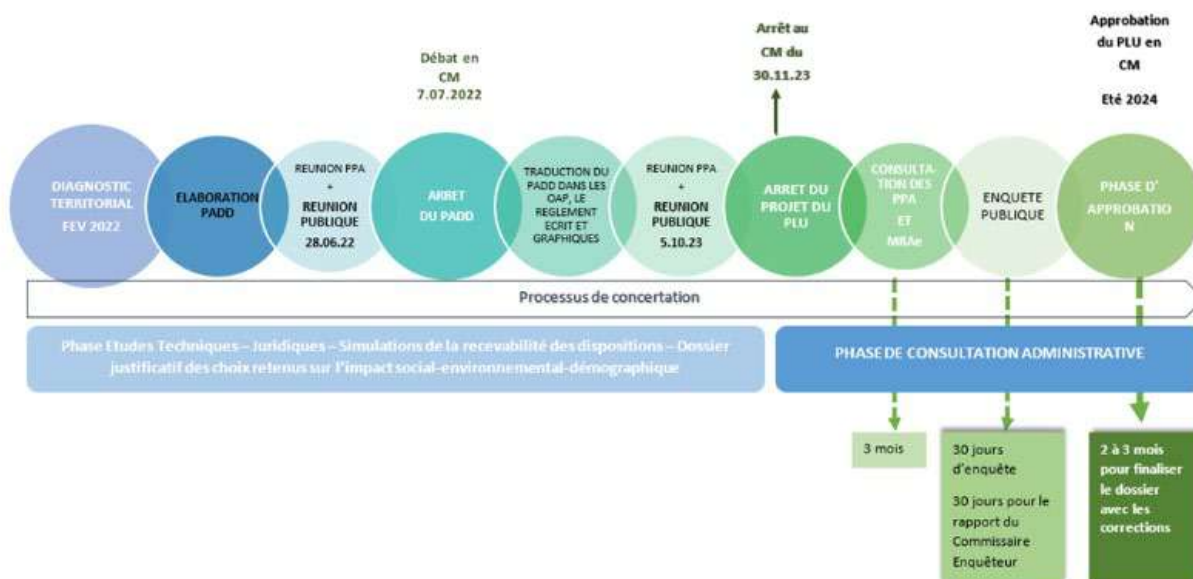 Débat en
CM
7.07.2022
Arrêt au
CM du
30.11.23
Approbation
du PLU en
CM
Eté 2024
DIAGNOSTIC
TERRITORIAL
FEV 2022
ELABORATION
PADD
REUNION PPA
+
REUNION
PUBLIQUE
28.06.22
ARRET
DU PADD
TRADUCTION DU
PADD DANS LES
OAP, LE
REGLEMENT
ECRIT ET
GRAPHIQUES
REUNION PPA
+
REUNION
PUBLIQUE
5.10.23
ARRET DU
PROJET DU
PLU
CONSULTA-
TION DES
PPA
ET
MRAe
ENQUETE
PUBLIQUE
PHASE D'
APPROBATIO
N
Processus de concertation
Phase Etudes Techniques – Juridiques – Simulations de la recevabilité des dispositions – Dossier
justificatif des choix retenus sur l'impact social-environnemental-démographique
PHASE DE CONSULTATION ADMINISTRATIVE
3 mois
30 jours
d'enquête
30 jours pour le
rapport du
Commissaire
Enquêteur
2 à 3 mois
pour finaliser
le dossier
avec les
corrections